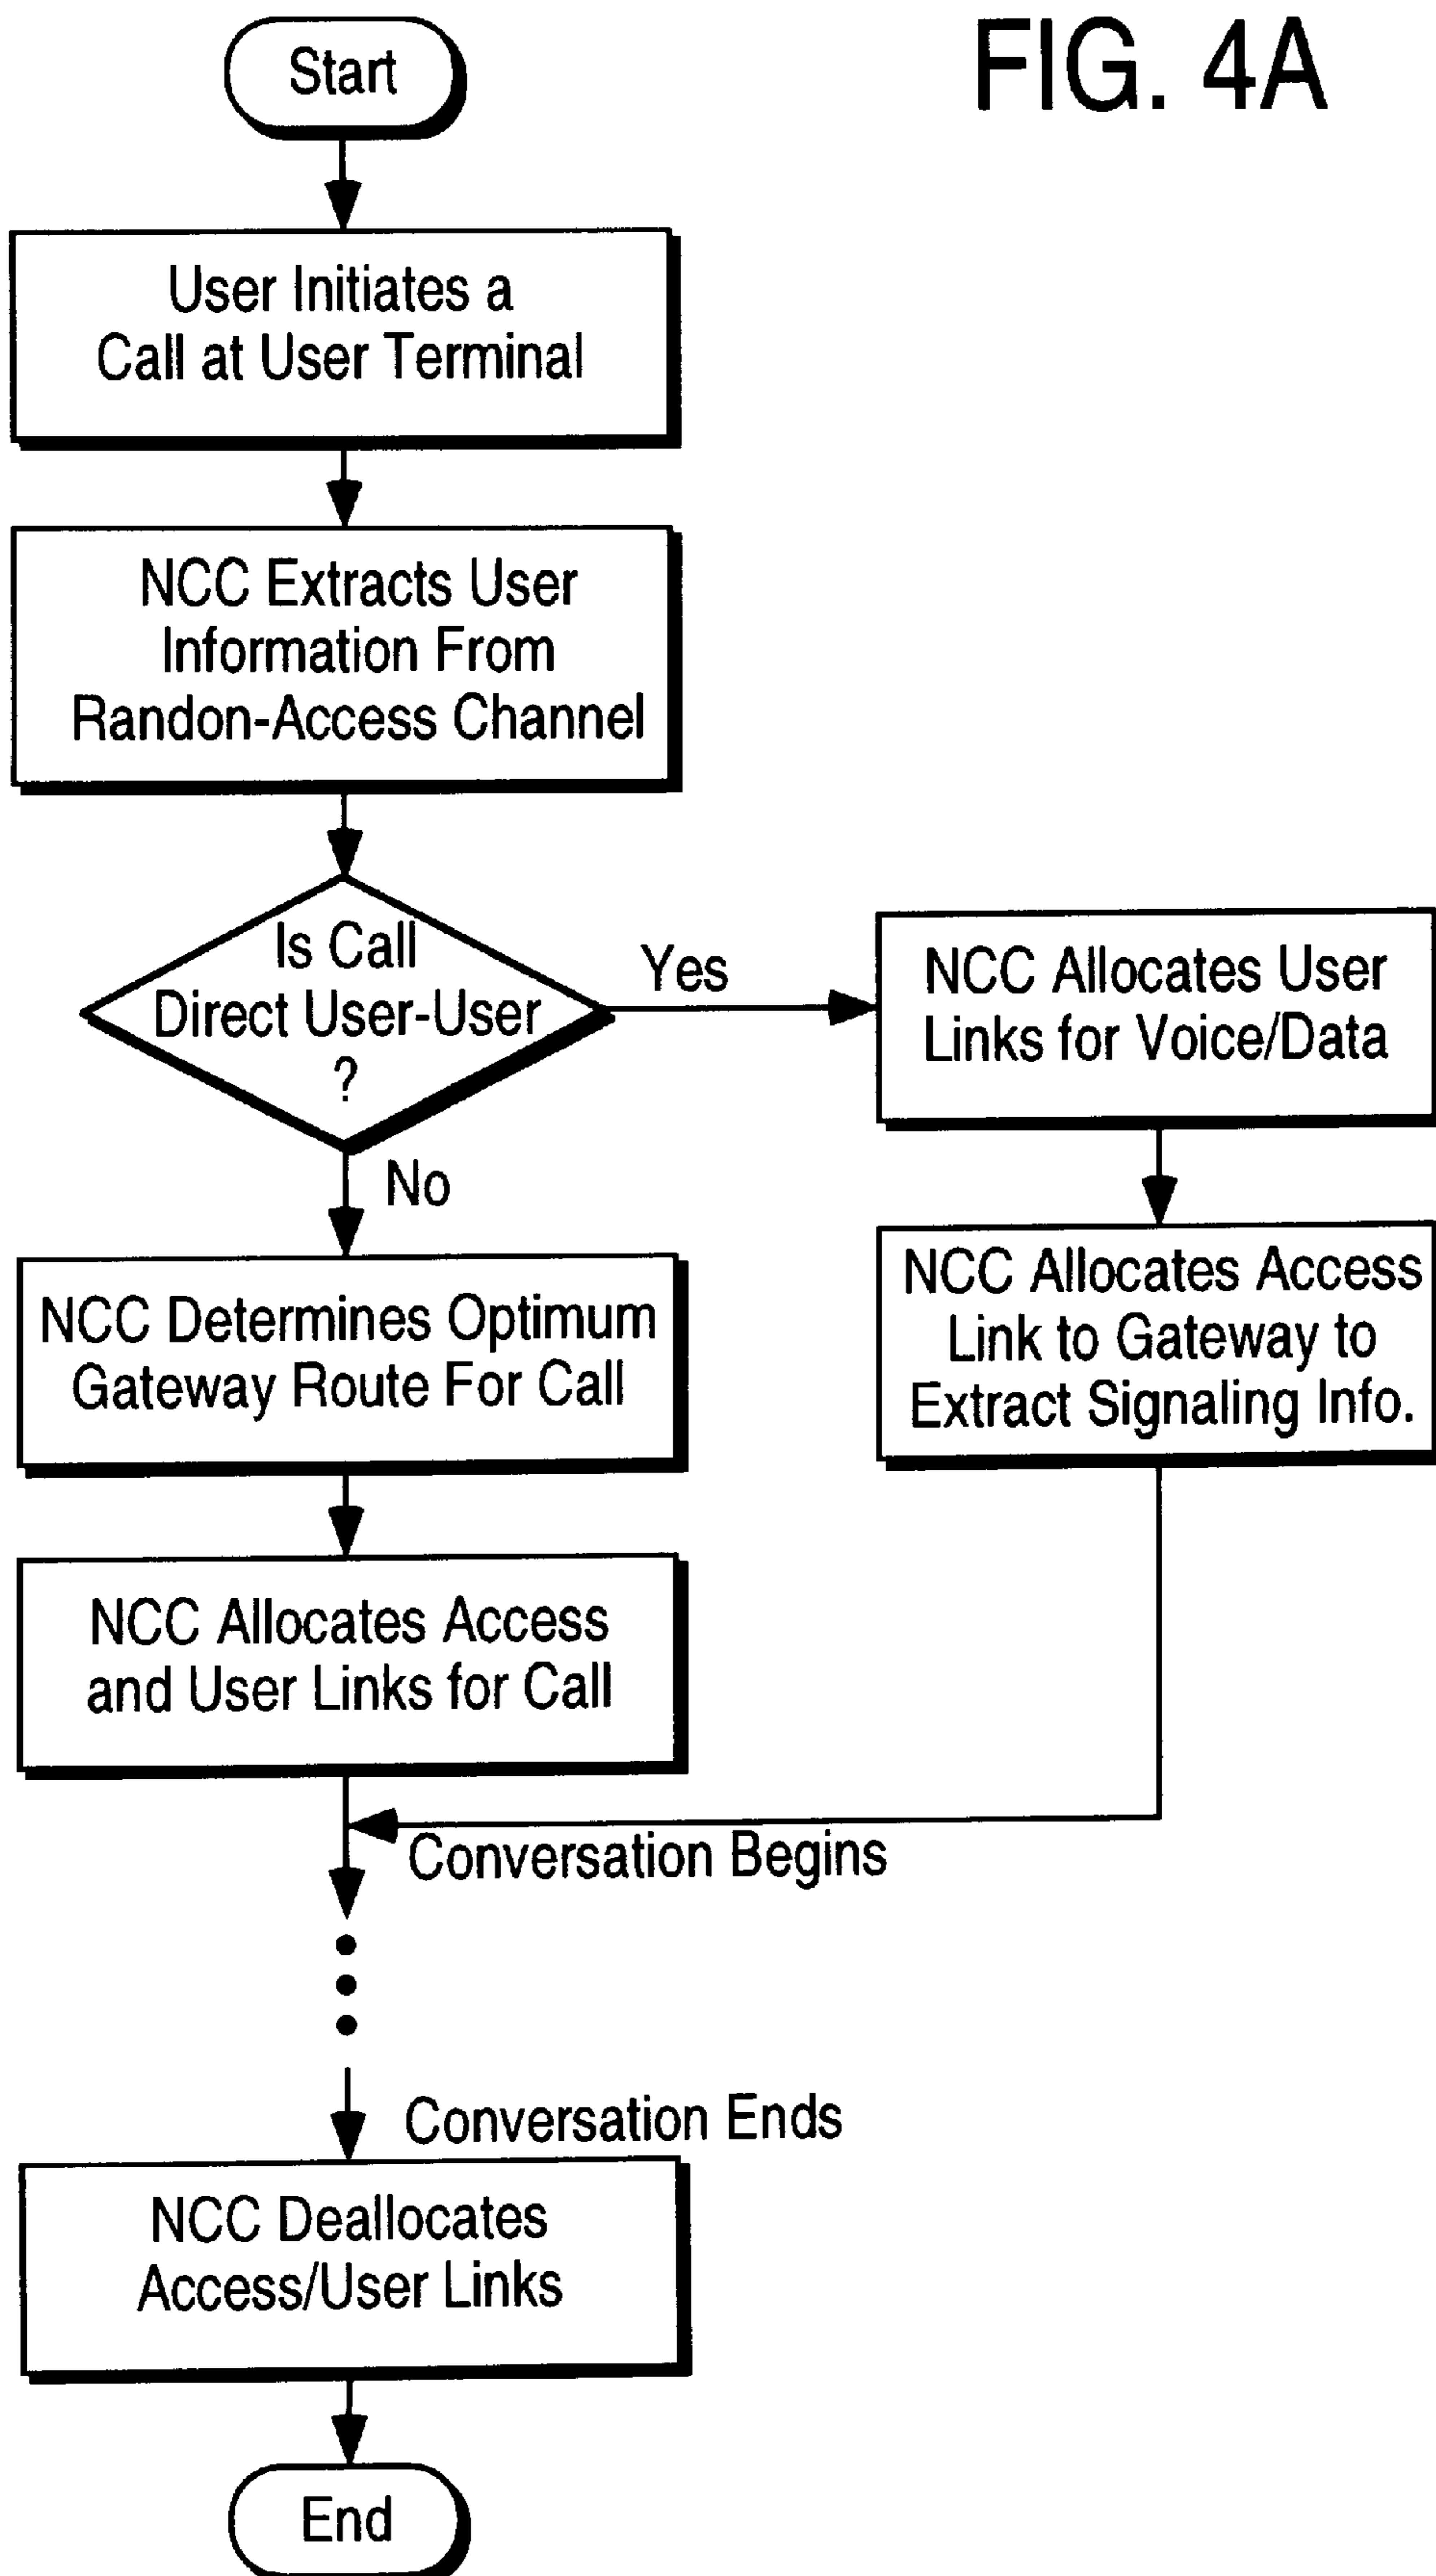 FIG. 4A
Start
User Initiates a
Call at User Terminal
NCC Extracts User
Information From
Randon-Access Channel
Is Call
Direct User-User
?
Yes
NCC Allocates User
Links for Voice/Data
NCC Allocates Access
Link to Gateway to
Extract Signaling Info.
No
NCC Determines Optimum
Gateway Route For Call
NCC Allocates Access
and User Links for Call
Conversation Begins
Conversation Ends
NCC Deallocates
Access/User Links
End